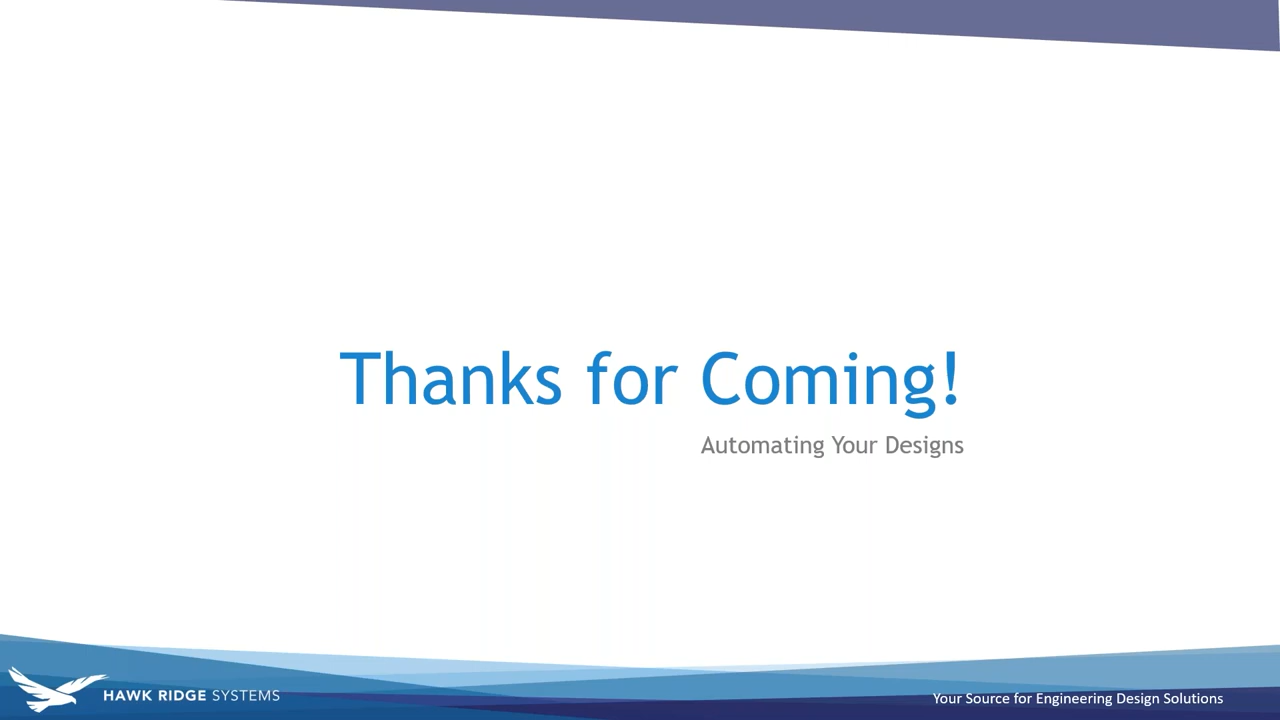 Thanks for Coming!
Automating Your Designs
HAWK RIDGE SYSTEMS
Your Source for Engineering Design Solutions